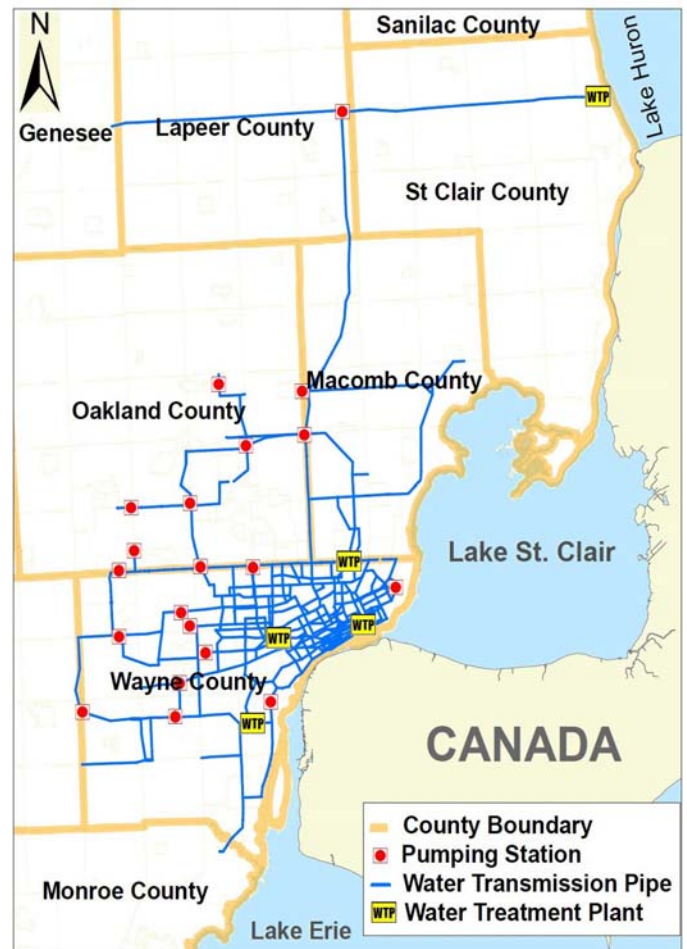 N
Sanilac County
Lake Huron
WTP
Genesee
Lapeer County
St Clair County
Macomb County
Oakland County
Lake St. Clair
WTP
WTP
WTP
Wayne County
WTP
CANADA
County Boundary
Pumping Station
Water Transmission Pipe
WTP Water Treatment Plant
Monroe County
Lake Erie